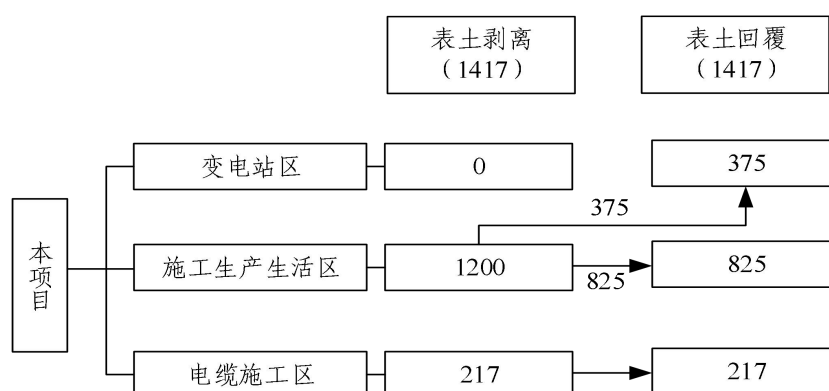 表土剥离
（1417）
表土回覆
（1417）
变电站区
0
375
375
本项目
施工生产生活区
1200
825
825
电缆施工区
217
217